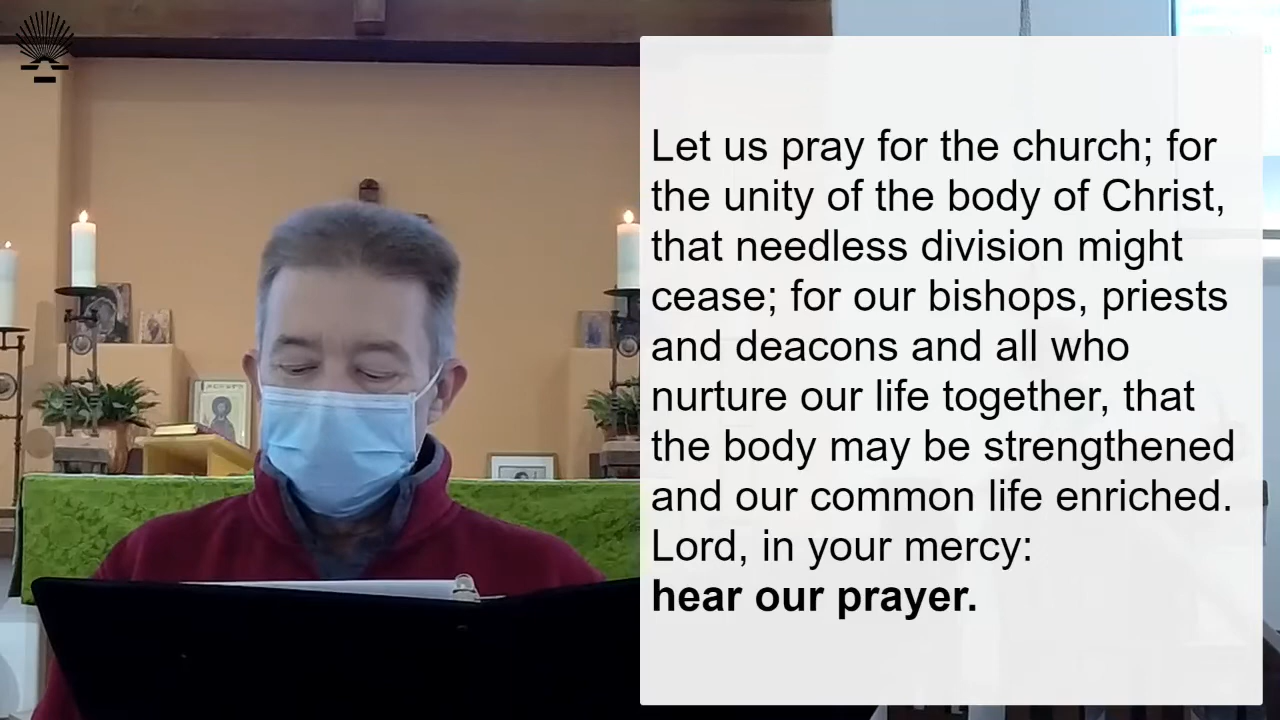 Let us pray for the church; for
the unity of the body of Christ,
that needless division might
cease; for our bishops, priests
and deacons and all who
nurture our life together, that
the body may be strengthened
and our common life enriched.
Lord, in your mercy:
hear our prayer.